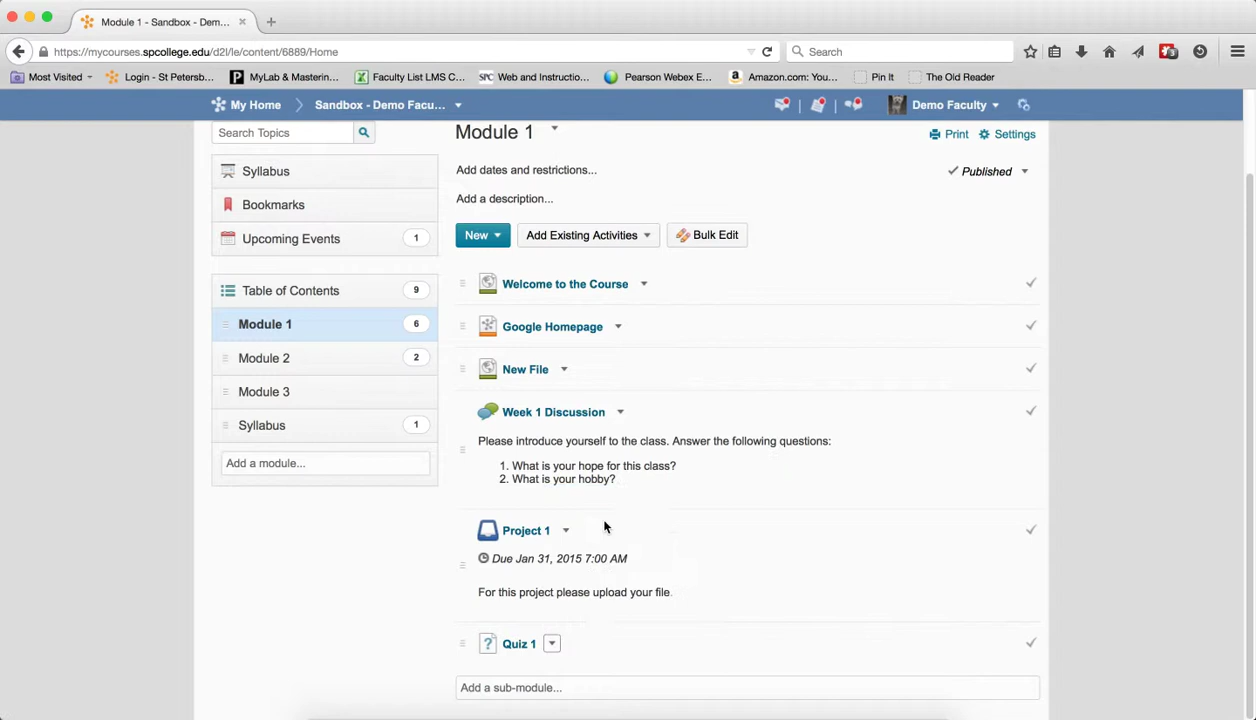 Module 1 - Sandbox - Dem...
https://mycourses.spcollege.edu/d2l/le/content/6889/Home
Search
3
Most Visited
Login - St Petersb...
MyLab & Mastering...
Faculty List LMS C...
SPC Web and Instructio...
Pearson Webex E...
Amazon.com: You...
Pin It
The Old Reader
My Home
Sandbox - Demo Facu...
Demo Faculty
Search Topics
Module 1
Print
Settings
Syllabus
Add dates and restrictions...
Published
Bookmarks
Add a description...
Upcoming Events 1
New
Add Existing Activities
Bulk Edit
Table of Contents 9
Module 1 6
Module 2 2
Module 3
Syllabus 1
Add a module...
Welcome to the Course
Google Homepage
New File
Week 1 Discussion
Please introduce yourself to the class. Answer the following questions:
1. What is your hope for this class?
2. What is your hobby?
Project 1
Due Jan 31, 2015 7:00 AM
For this project please upload your file.
Quiz 1
Add a sub-module...